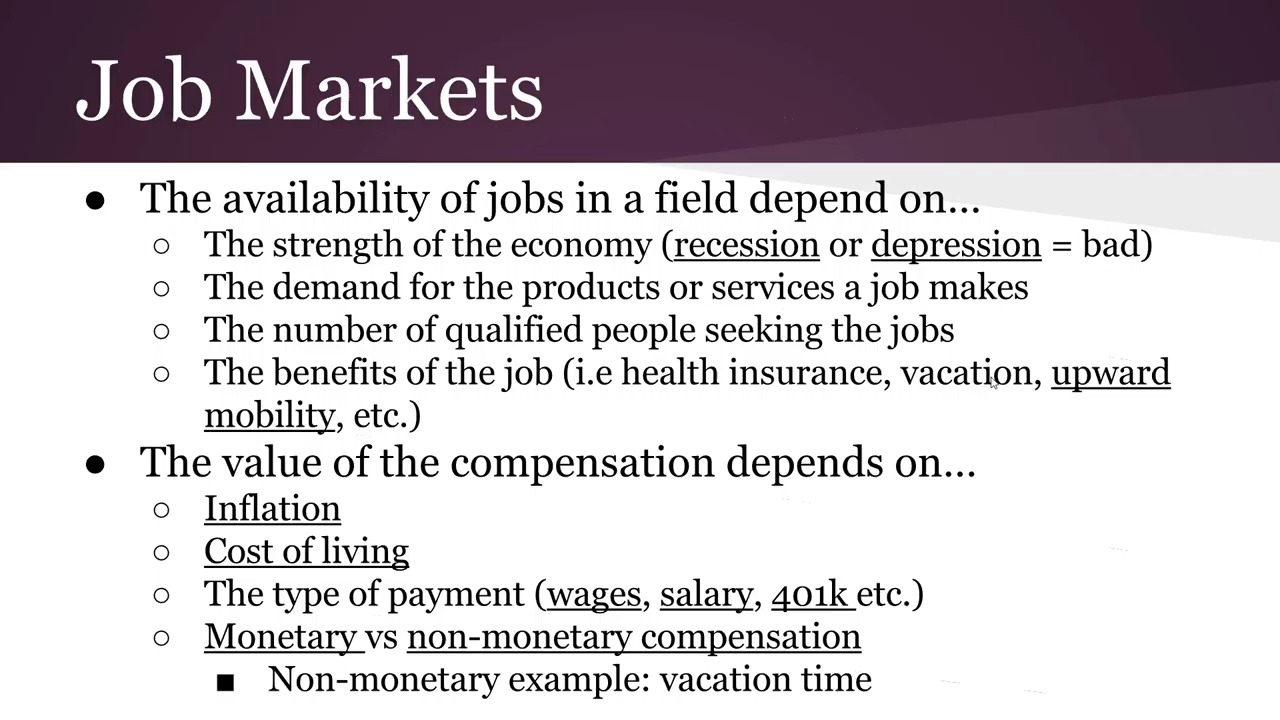 Job Markets
● The availability of jobs in a field depend on...
○ The strength of the economy (recession or depression = bad)
○ The demand for the products or services a job makes
○ The number of qualified people seeking the jobs
○ The benefits of the job (i.e health insurance, vacation, upward
mobility, etc.)
● The value of the compensation depends on...
○ Inflation
○ Cost of living
○ The type of payment (wages, salary, 401k etc.)
○ Monetary vs non-monetary compensation
■ Non-monetary example: vacation time